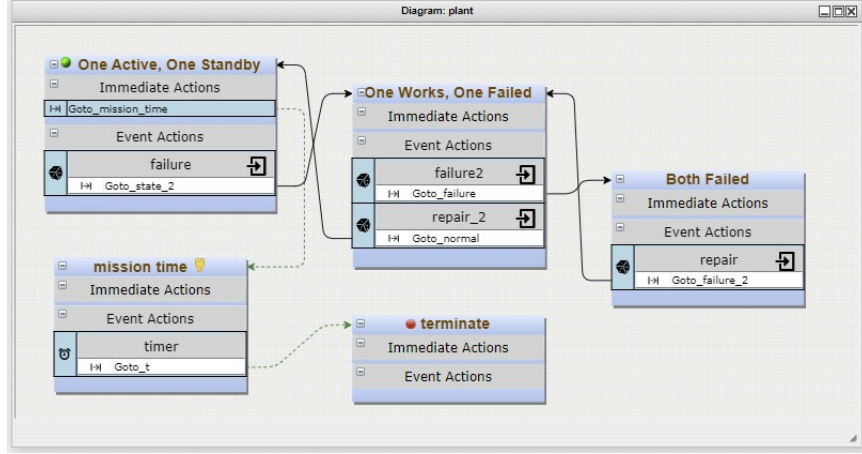 Diagram: plant
One Active, One Standby
Immediate Actions
Goto_mission_time
Event Actions
failure
Goto_state_2
One Works, One Failed
Immediate Actions
Event Actions
failure2
Goto_failure
repair_2
Goto_normal
Both Failed
Immediate Actions
Event Actions
repair
Goto_failure_2
mission time
Immediate Actions
Event Actions
timer
Goto_t
terminate
Immediate Actions
Event Actions